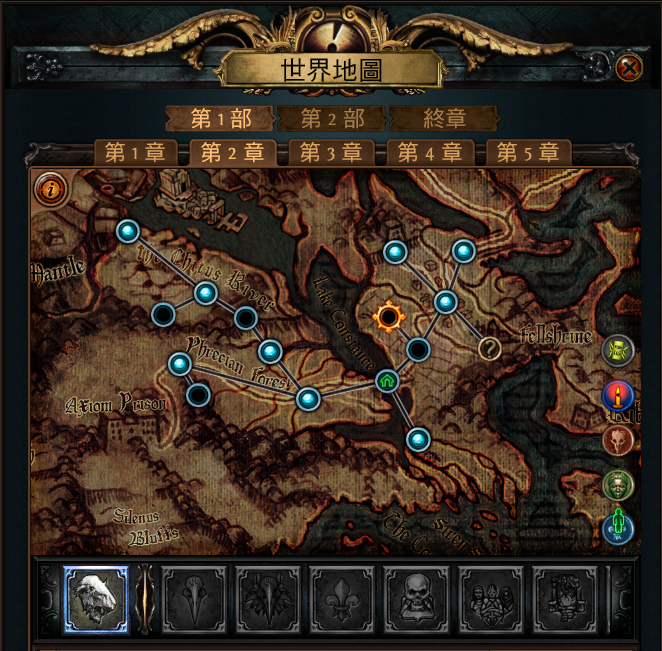 世界地圖
第 1 部
第 2 部
終章
第 1 章
第 2 章
第 3 章
第 4 章
第 5 章
i
Mantle
The Chitus River
Lake Constance
Phrecian Forest
?
Fellshrine
Axiom Prison
Silenus
Bluffs